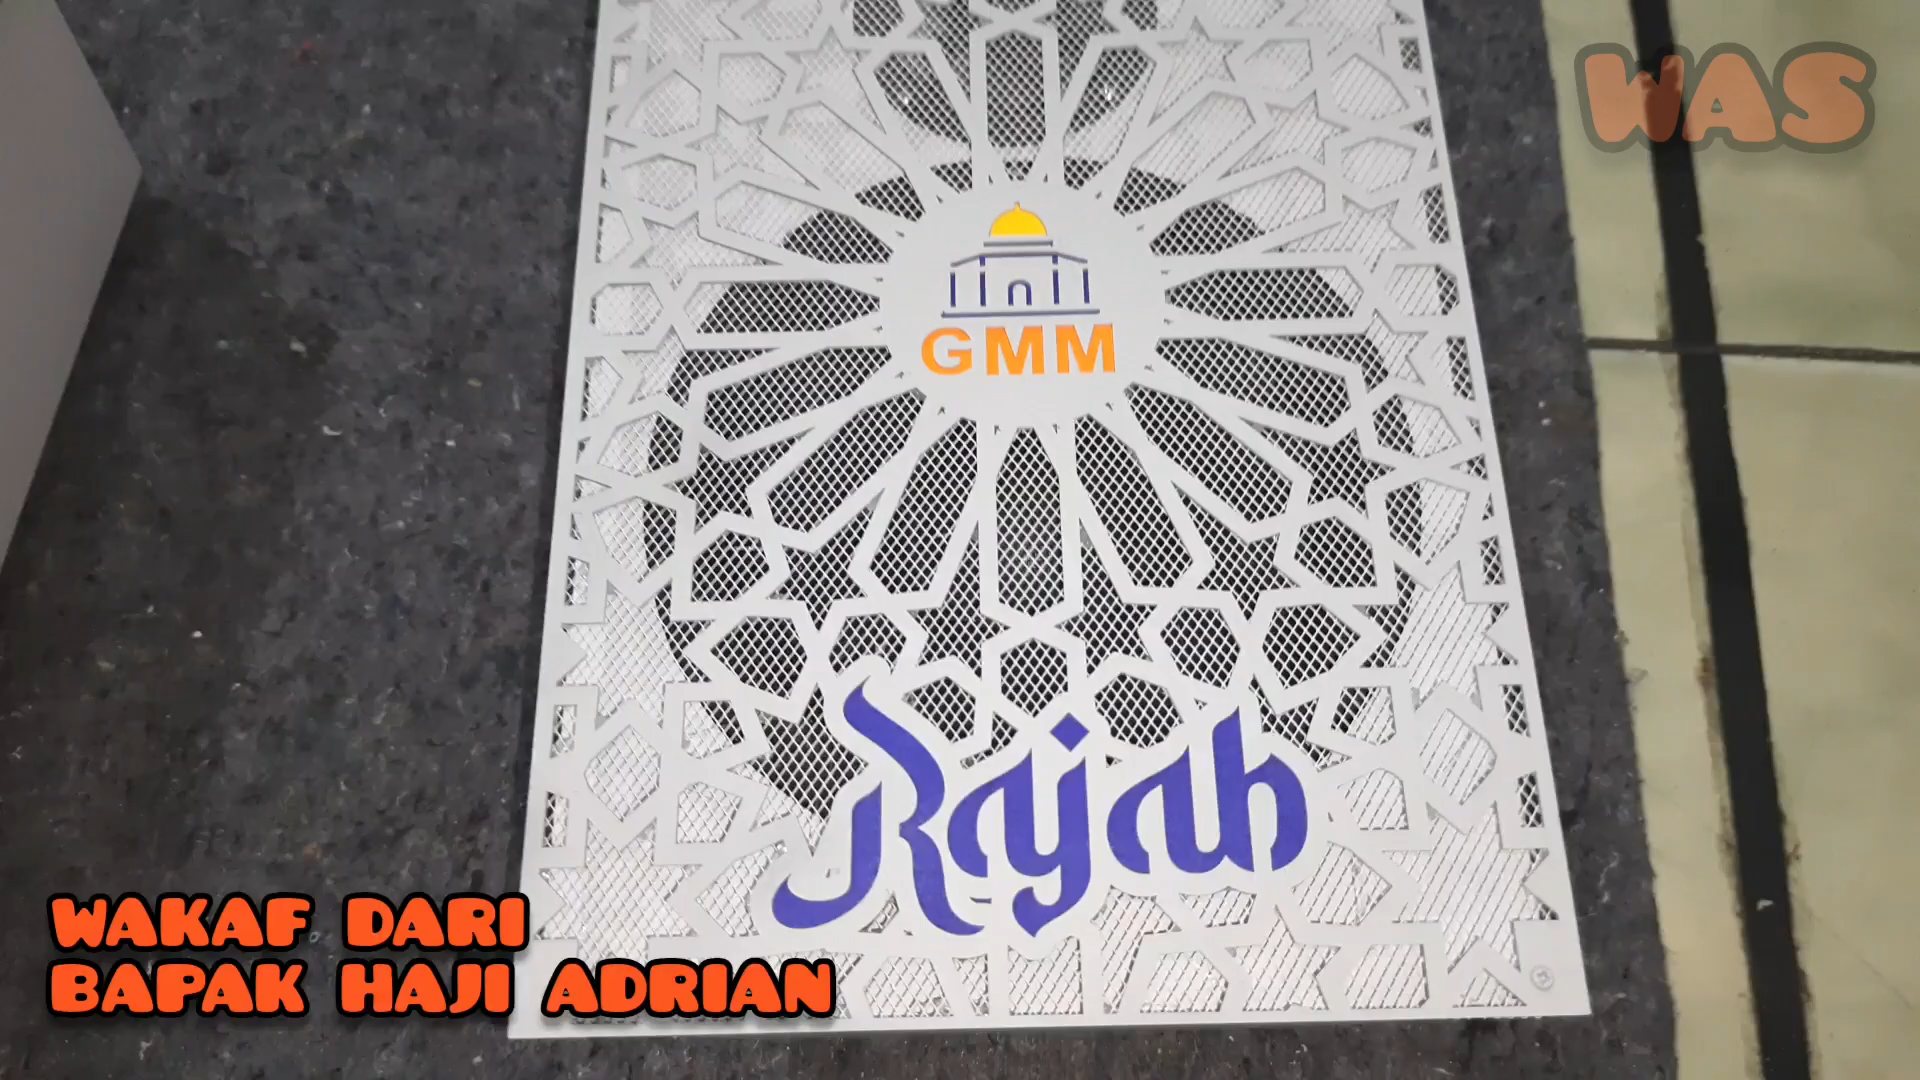 WAS
GMM
Rajab
WAKAF DARI
BAPAK HAJI ADRIAN